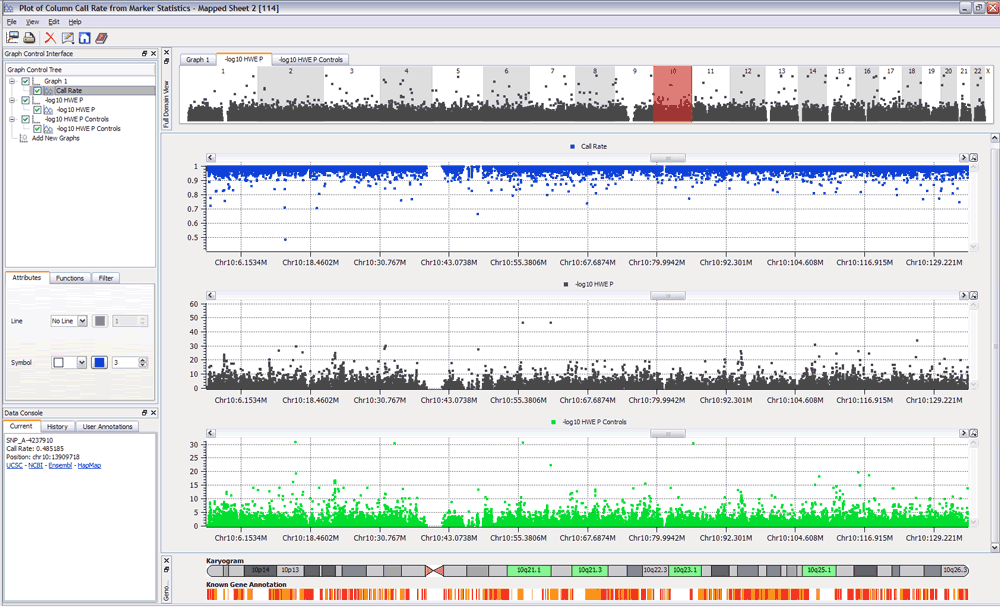 Plot of Column Call Rate from Marker Statistics - Mapped Sheet 2 [114]
File View Edit Help
Graph Control Interface
Graph Control Tree
Graph 1
Call Rate
-log10 HWE P
-log10 HWE P
-log10 HWE P Controls
-log10 HWE P Controls
Add New Graphs
Attributes Functions Filter
Line No Line 1
Symbol 3
Data Console
Current History User Annotations
SNP_A-4237910
Call Rate: 0.485185
Position: chr10:13909718
UCSC - NCBI - Ensembl - HapMap
Graph 1 -log10 HWE P -log10 HWE P Controls
Full Domain View
1 2 3 4 5 6 7 8 9 10 11 12 13 14 15 16 17 18 19 20 21 22 X
Call Rate
1
0.9
0.8
0.7
0.6
0.5
Chr10:6.1534M Chr10:18.4602M Chr10:30.767M Chr10:43.0738M Chr10:55.3806M Chr10:67.6874M Chr10:79.9942M Chr10:92.301M Chr10:104.608M Chr10:116.915M Chr10:129.221M
-log10 HWE P
60
50
40
30
20
10
0
Chr10:6.1534M Chr10:18.4602M Chr10:30.767M Chr10:43.0738M Chr10:55.3806M Chr10:67.6874M Chr10:79.9942M Chr10:92.301M Chr10:104.608M Chr10:116.915M Chr10:129.221M
-log10 HWE P Controls
30
25
20
15
10
5
0
Chr10:6.1534M Chr10:18.4602M Chr10:30.767M Chr10:43.0738M Chr10:55.3806M Chr10:67.6874M Chr10:79.9942M Chr10:92.301M Chr10:104.608M Chr10:116.915M Chr10:129.221M
Geno...
Karyogram
10p14 10p13 10q21.1 10q21.3 10q22.3 10q23.1 10q25.1 10q26.3
Known Gene Annotation